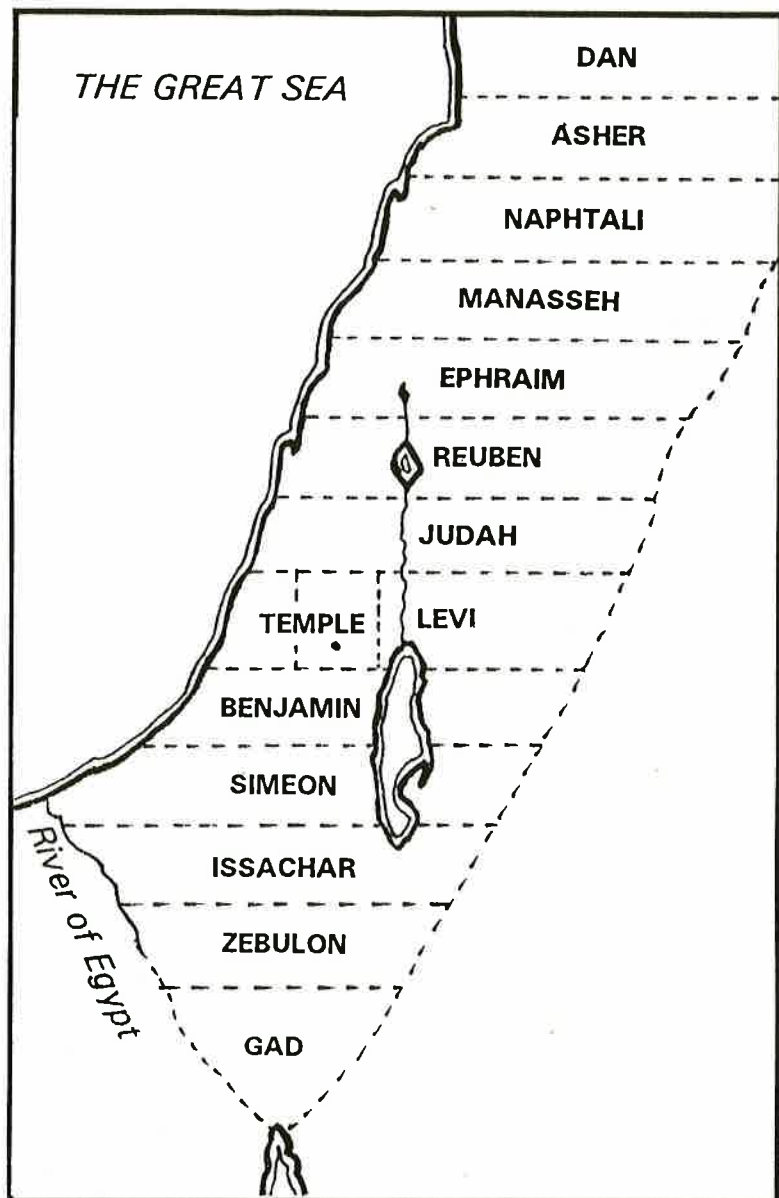 DAN
THE GREAT SEA
ASHER
NAPHTALI
MANASSEH
EPHRAIM
REUBEN
JUDAH
TEMPLE
LEVI
BENJAMIN
SIMEON
ISSACHAR
River of Egypt
ZEBULON
GAD